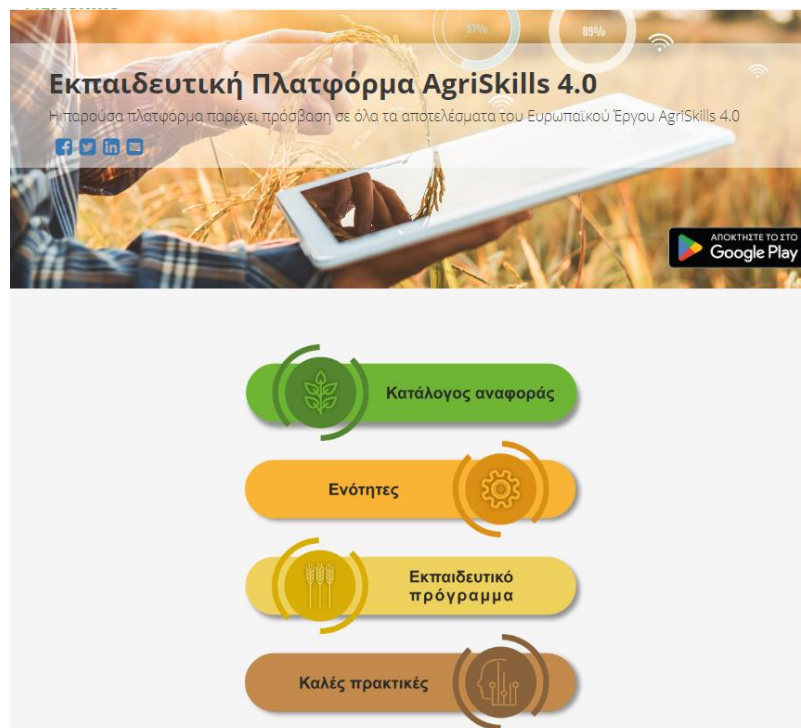 51%
89%
Εκπαιδευτική Πλατφόρμα AgriSkills 4.0
Η παρούσα πλατφόρμα παρέχει πρόσβαση σε όλα τα αποτελέσματα του Ευρωπαϊκού Έργου AgriSkills 4.0
ΑΠΟΚΤΗΣΤΕ ΤΟ ΣΤΟ
Google Play
Κατάλογος αναφοράς
Ενότητες
Εκπαιδευτικό
πρόγραμμα
Καλές πρακτικές